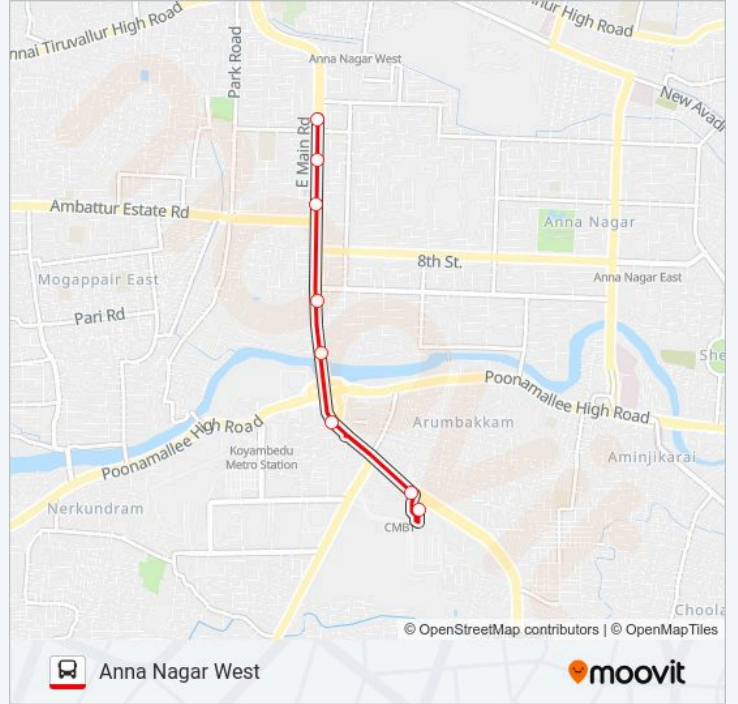 nnai Tiruvallur High Road
Park Road
Anna Nagar West
hur High Road
New Avadi
E Main Rd
Ambattur Estate Rd
Anna Nagar
8th St.
Anna Nagar East
Mogappair East
Pari Rd
She
Poonamallee High Road
Arumbakkam
Poonamallee High Road
Koyambedu
Metro Station
Aminjikarai
Nerkundram
CMBT
Choola
© OpenStreetMap contributors | © OpenMapTiles
Anna Nagar West
moovit